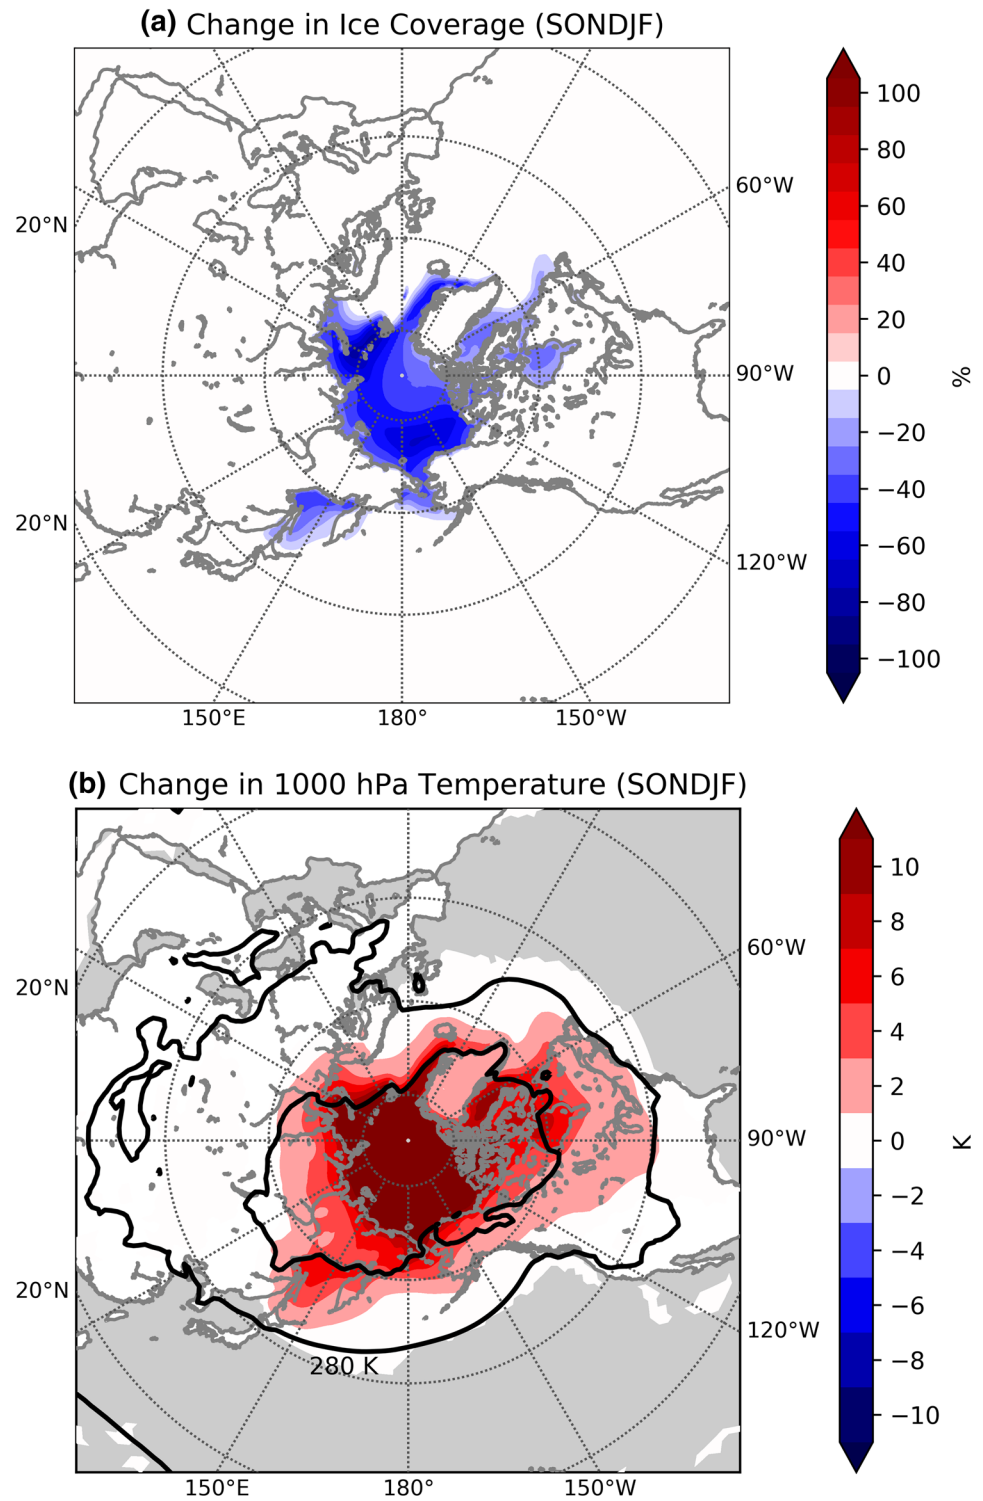 (a) Change in Ice Coverage (SONDJF)
20°N
20°N
60°W
90°W
120°W
150°E 180° 150°W
100
80
60
40
20
0
−20
−40
−60
−80
−100
%
(b) Change in 1000 hPa Temperature (SONDJF)
20°N
20°N
60°W
90°W
120°W
280 K
150°E 180° 150°W
10
8
6
4
2
0
−2
−4
−6
−8
−10
K